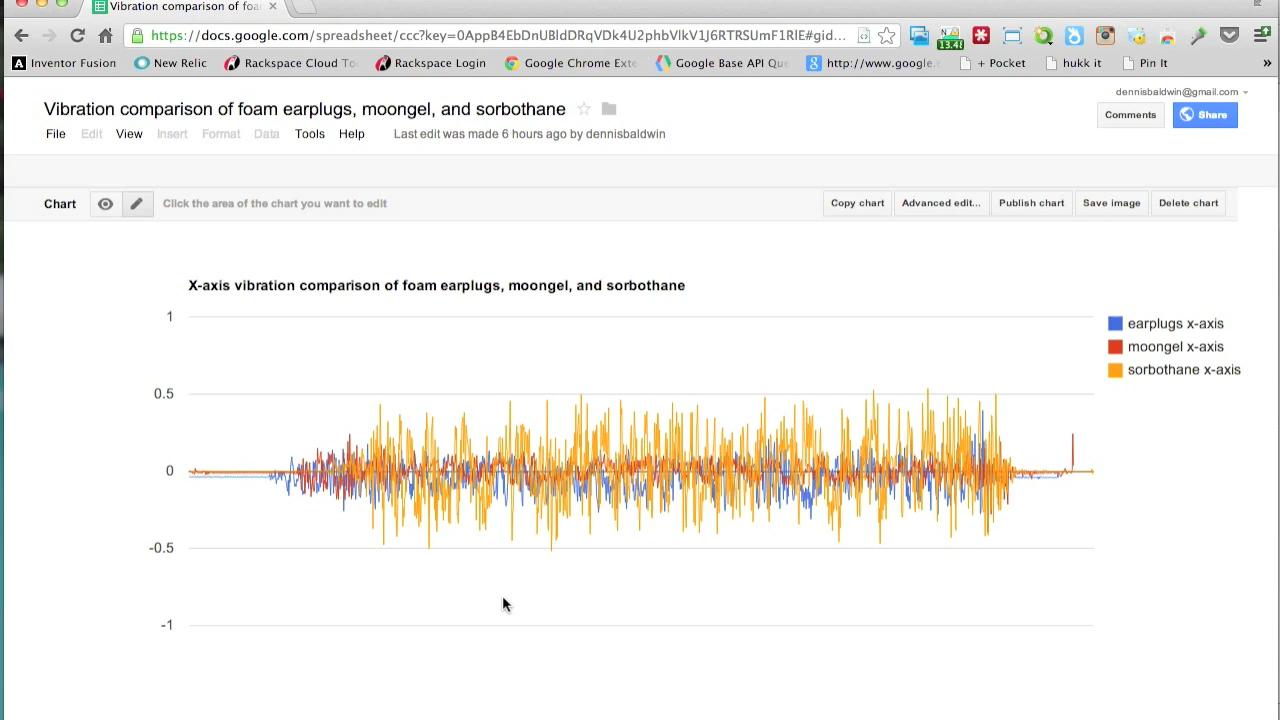 Vibration comparison of foa
https://docs.google.com/spreadsheet/ccc?key=0AppB4EbDnUBldDRqVDk4U2phbVlkV1J6RTRSUmF1RlE#gid...
13.48
Inventor Fusion New Relic Rackspace Cloud To Rackspace Login Google Chrome Exte Google Base API Que http://www.google. + Pocket hukk it Pin It »
dennisbaldwin@gmail.com
Vibration comparison of foam earplugs, moongel, and sorbothane
Comments Share
File Edit View Insert Format Data Tools Help Last edit was made 6 hours ago by dennisbaldwin
Chart Click the area of the chart you want to edit Copy chart Advanced edit... Publish chart Save image Delete chart
X-axis vibration comparison of foam earplugs, moongel, and sorbothane
1
earplugs x-axis
moongel x-axis
sorbothane x-axis
0.5
0
-0.5
-1